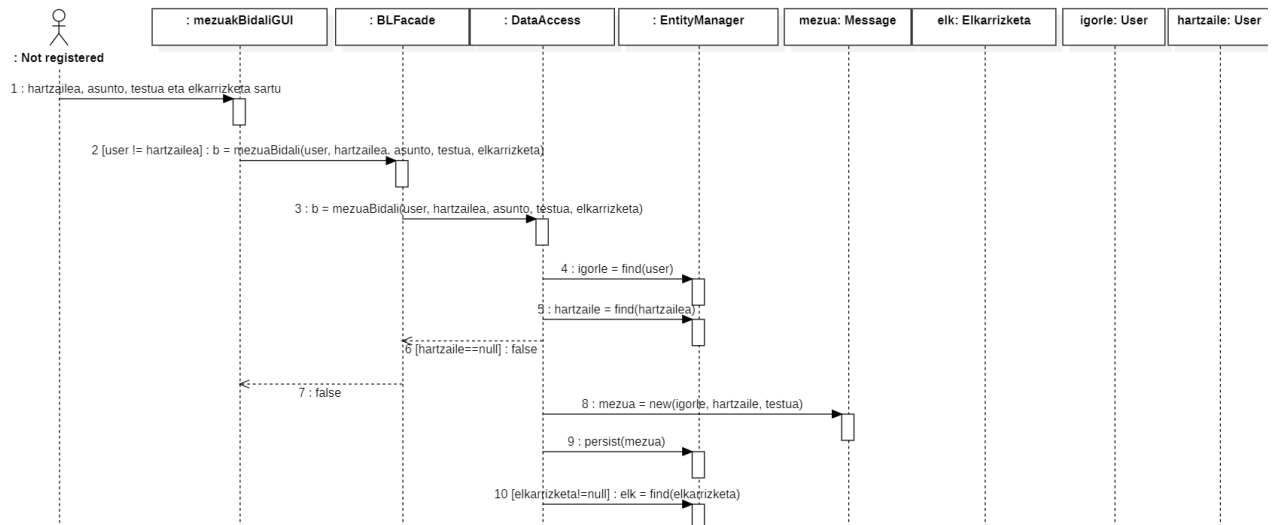 : mezuakBidaliGUI
: BLFacade
: DataAccess
: EntityManager
mezua: Message
elk: Elkarrizketa
igorle: User
hartzaile: User
: Not registered
1 : hartzailea, asunto, testua eta elkarrizketa sartu
2 [user != hartzailea] : b = mezuaBidali(user, hartzailea. asunto, testua, elkarrizketa)
3 : b = mezuaBidali(user, hartzailea, asunto, testua, elkarrizketa)
4 : igorle = find(user)
5 : hartzaile = find(hartzailea)
6 [hartzaile==null] : false
7 : false
8 : mezua = new(igorle, hartzaile, testua)
9 : persist(mezua)
10 [elkarrizketa!=null] : elk = find(elkarrizketa)